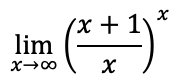 lim x→∞ ((x + 1)/x)^x